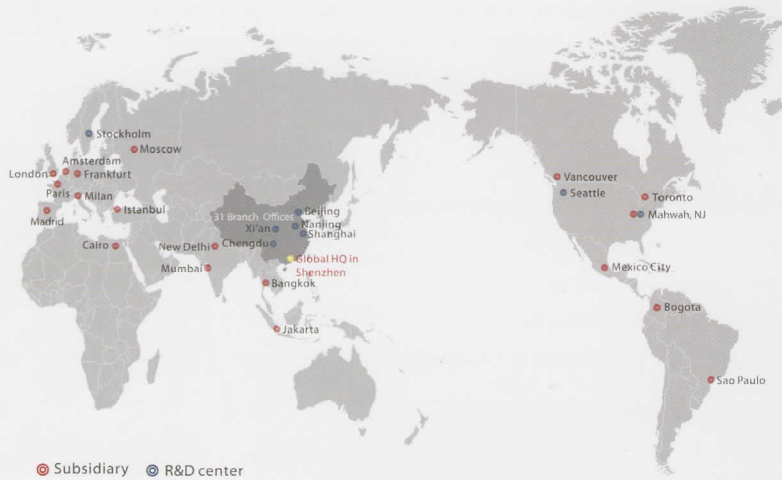 Stockholm
Moscow
Amsterdam
London
Frankfurt
Paris
Milan
Madrid
Istanbul
Cairo
New Delhi
Mumbai
31 Branch Offices
Beijing
Xi'an
Nanjing
Shanghai
Chengdu
Global HQ in
Shenzhen
Bangkok
Jakarta
Vancouver
Seattle
Toronto
Mahwah, NJ
Mexico City
Bogota
Sao Paulo
Subsidiary
R&D center